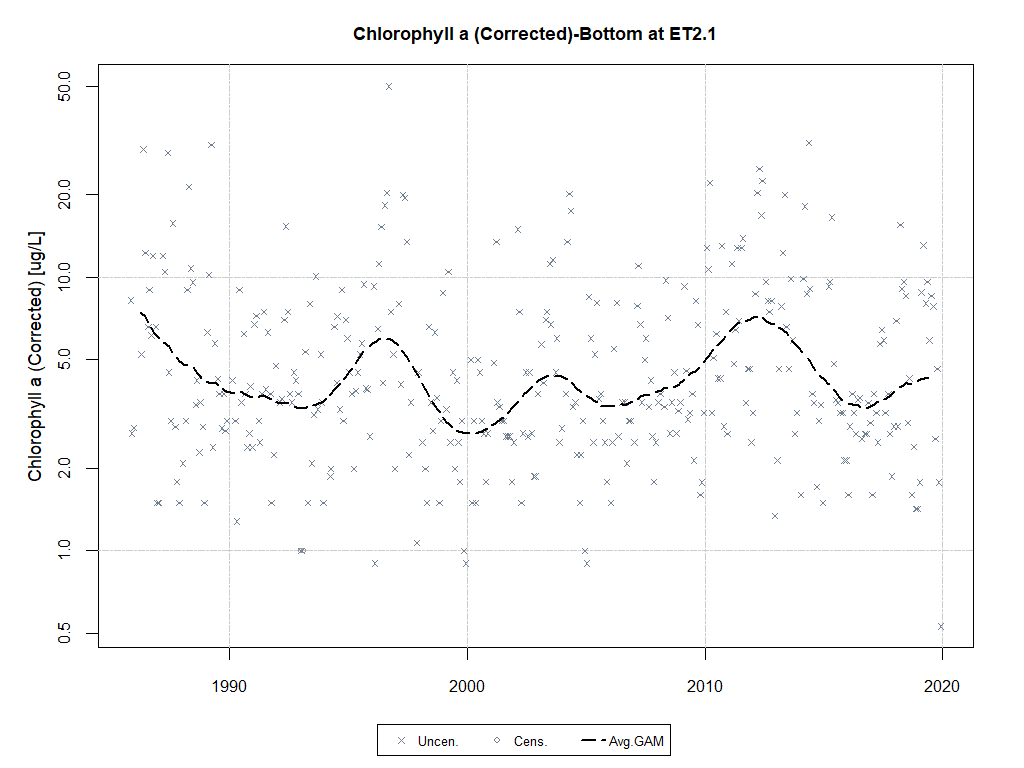 Chlorophyll a (Corrected)-Bottom at ET2.1
Chlorophyll a (Corrected) [ug/L]
50.0
20.0
10.0
5.0
2.0
1.0
0.5
1990 2000 2010 2020
Uncen. Cens. Avg.GAM